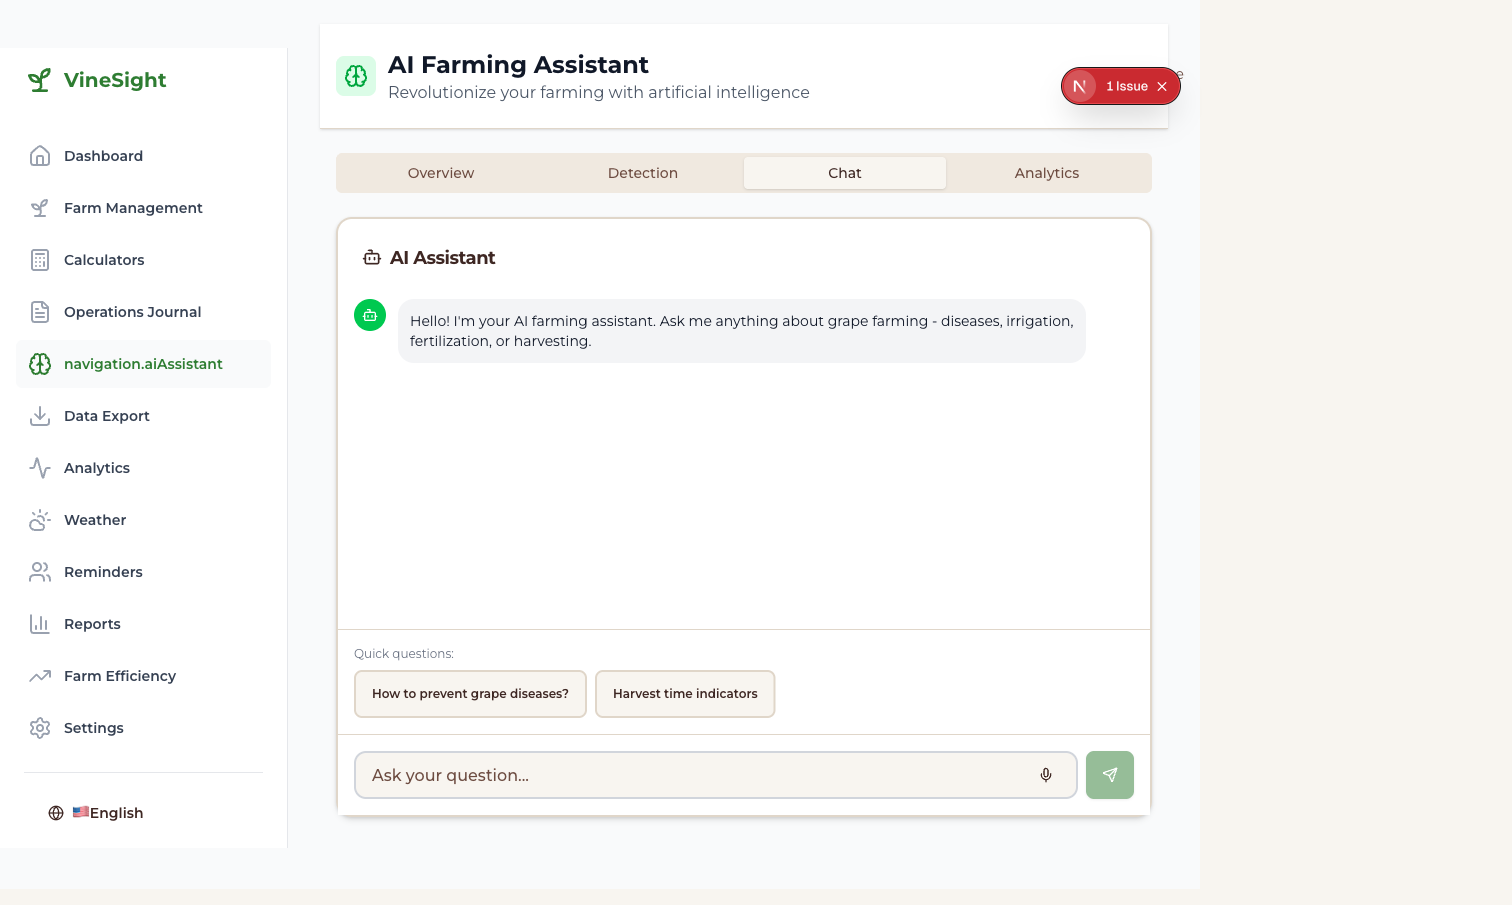 VineSight
Dashboard
Farm Management
Calculators
Operations Journal
navigation.aiAssistant
Data Export
Analytics
Weather
Reminders
Reports
Farm Efficiency
Settings
English
AI Farming Assistant
Revolutionize your farming with artificial intelligence
1 Issue
Overview
Detection
Chat
Analytics
AI Assistant
Hello! I'm your AI farming assistant. Ask me anything about grape farming - diseases, irrigation,
fertilization, or harvesting.
Quick questions:
How to prevent grape diseases?
Harvest time indicators
Ask your question...